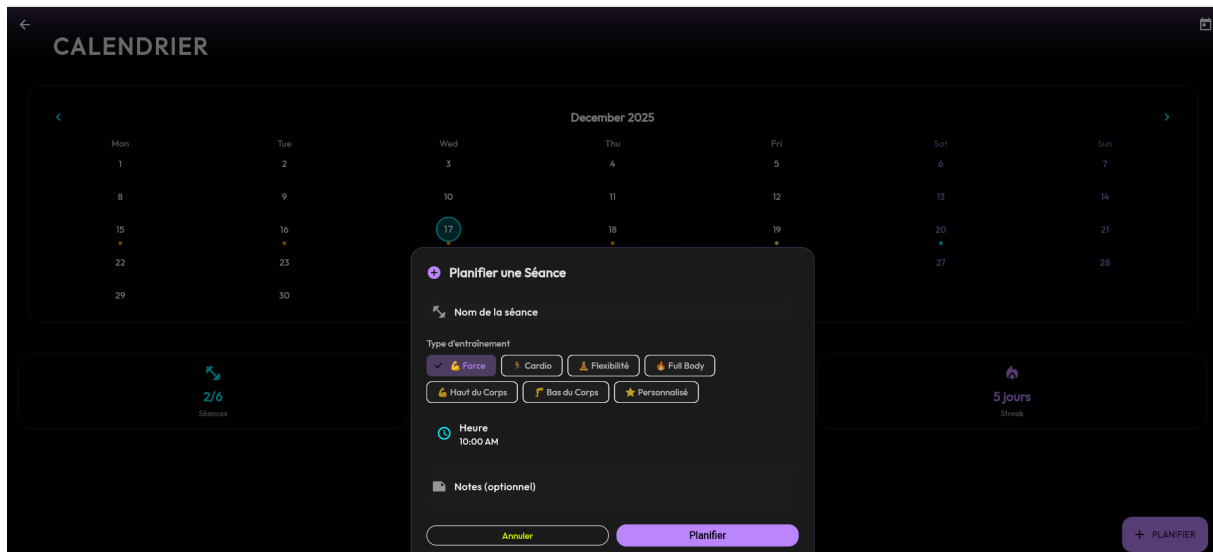 CALENDRIER
December 2025
Mon Tue Wed Thu Fri Sat Sun
1 2 3 4 5 6 7
8 9 10 11 12 13 14
15 16 17 18 19 20 21
22 23 27 28
29 30
Planifier une Séance
Nom de la séance
Type d'entraînement
Force Cardio Flexibilité Full Body
Haut du Corps Bas du Corps Personnalisé
Heure
10:00 AM
Notes (optionnel)
Annuler Planifier
2/6
Séances
5 jours
Streak
+ PLANIFIER